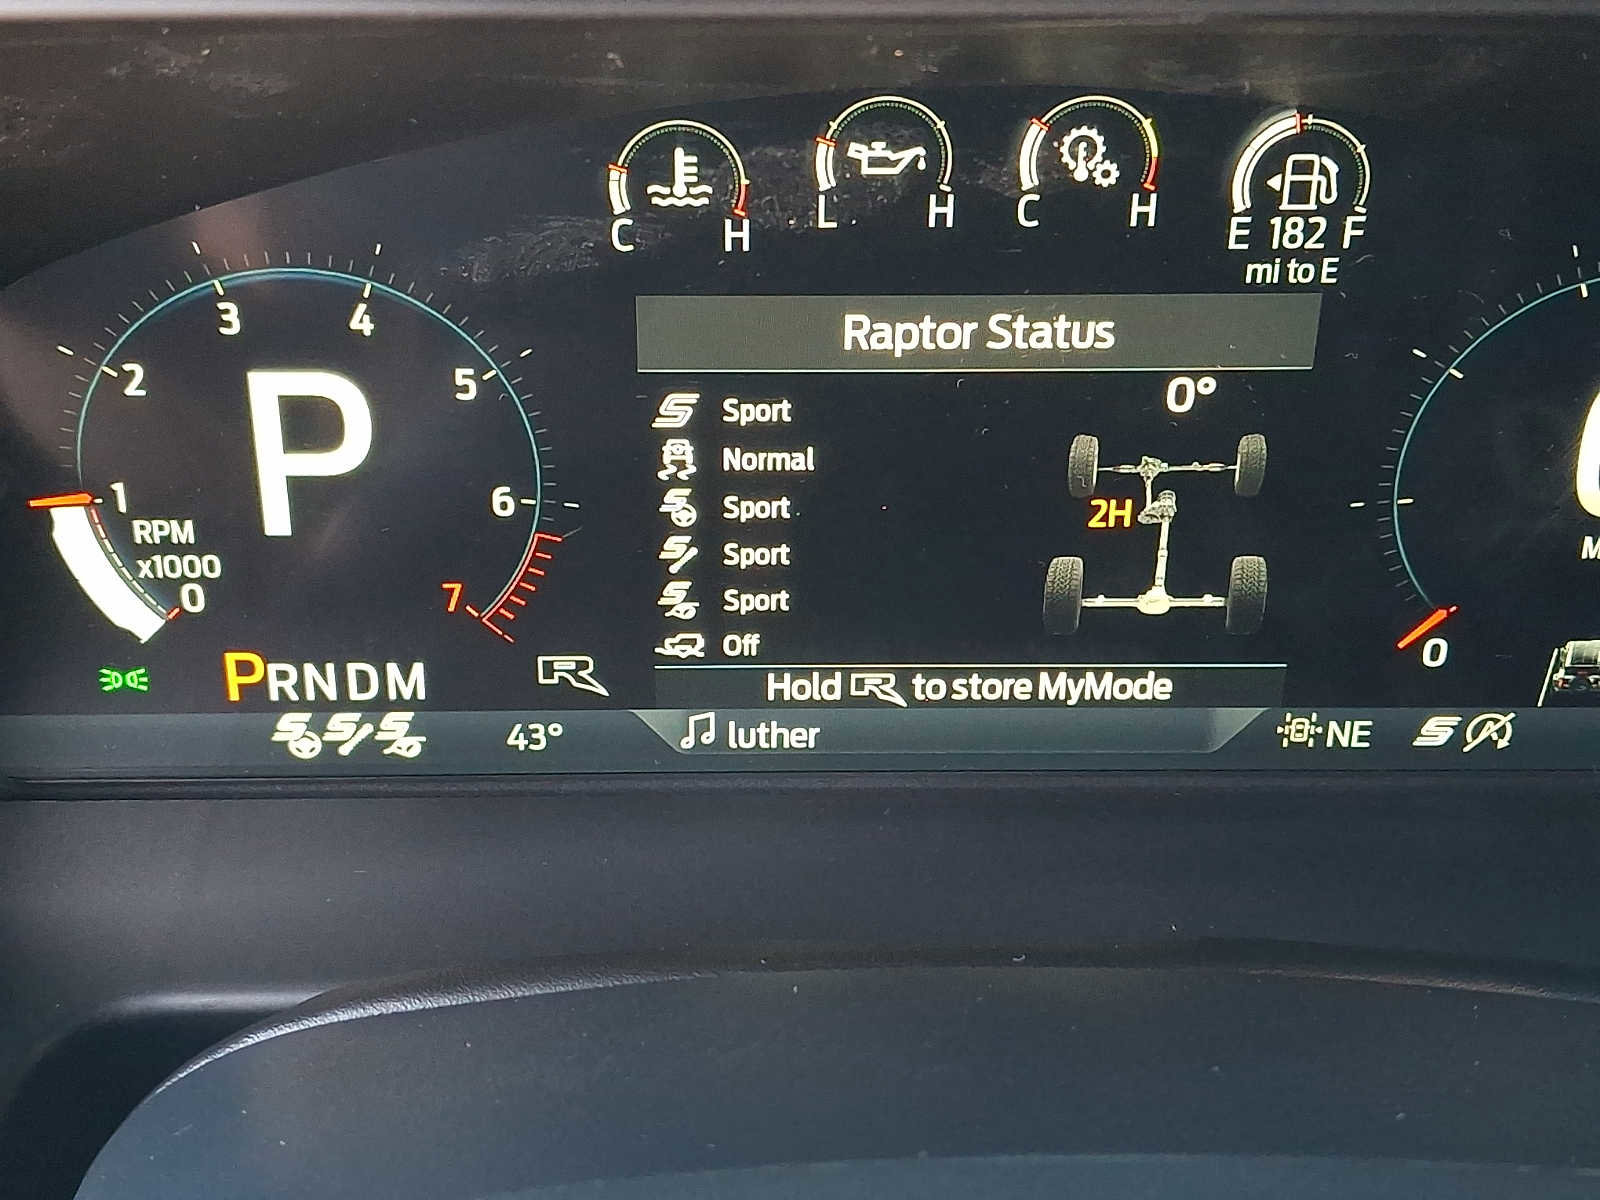 C H
L H
C H
E 182 F
mi to E
Raptor Status
0°
Sport
Normal
Sport
Sport
Sport
Off
2H
Hold R to store MyMode
luther
1
2
3
4
5
6
7
0
RPM
x1000
P
PRNDM
R
43°
NE
0